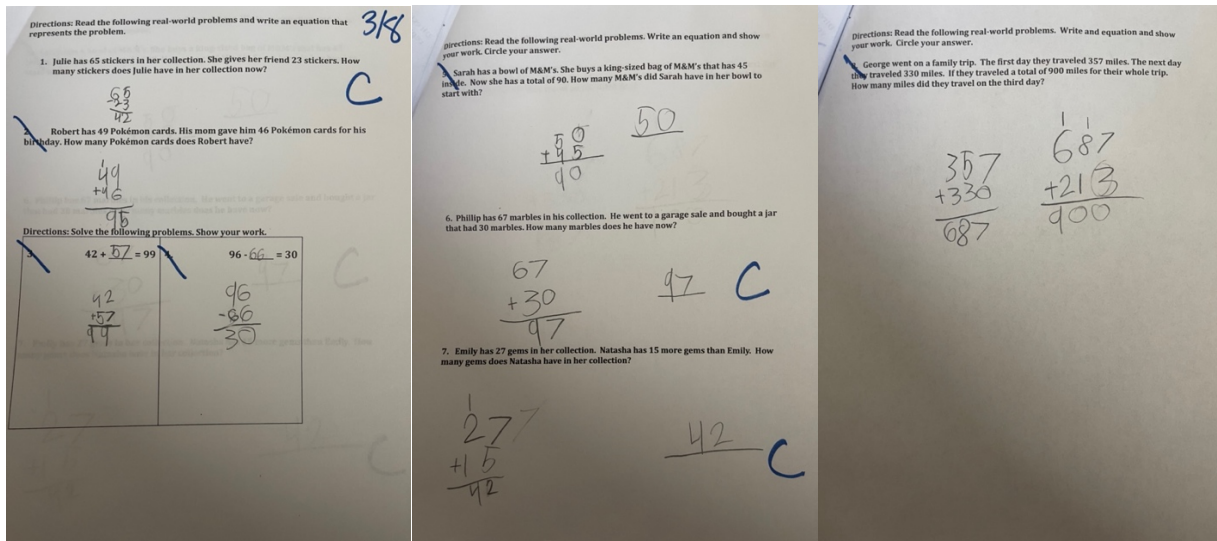 Directions: Read the following real-world problems and write an equation that
represents the problem.
3/8
1. Julie has 65 stickers in her collection. She gives her friend 23 stickers. How
many stickers does Julie have in her collection now?
C
65
-23
42
Robert has 49 Pokémon cards. His mom gave him 46 Pokémon cards for his
birthday. How many Pokémon cards does Robert have?
1
49
+46
95
Directions: Solve the following problems. Show your work.
3. 42 + 57 = 99
42
+57
99
96 - 66 = 30
96
-66
30
Directions: Read the following real-world problems. Write an equation and show
your work. Circle your answer.
Sarah has a bowl of M&M's. She buys a king-sized bag of M&M's that has 45
inside. Now she has a total of 90. How many M&M's did Sarah have in her bowl to
start with?
50
+45
90
50
6. Phillip has 67 marbles in his collection. He went to a garage sale and bought a jar
that had 30 marbles. How many marbles does he have now?
67
+30
97
97
C
7. Emily has 27 gems in her collection. Natasha has 15 more gems than Emily. How
many gems does Natasha have in her collection?
1
27
+15
42
42
C
Directions: Read the following real-world problems. Write and equation and show
your work. Circle your answer.
George went on a family trip. The first day they traveled 357 miles. The next day
they traveled 330 miles. If they traveled a total of 900 miles for their whole trip.
How many miles did they travel on the third day?
357
+330
687
1 1
687
+213
900